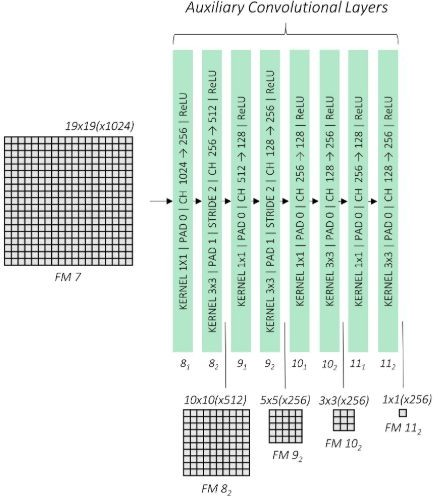 Auxiliary Convolutional Layers
19x19(x1024)
FM 7
KERNEL 1X1 | PAD 0 | CH 1024 → 256 | ReLU
KERNEL 3x3 | PAD 1 | STRIDE 2 | CH 256 → 512 | ReLU
KERNEL 1x1 | PAD 0 | CH 512 → 128 | ReLU
KERNEL 3x3 | PAD 1 | STRIDE 2 | CH 128 → 256 | ReLU
KERNEL 1x1 | PAD 0 | CH 256 → 128 | ReLU
KERNEL 3x3 | PAD 0 | CH 128 → 256 | ReLU
KERNEL 1x1 | PAD 0 | CH 256 → 128 | ReLU
KERNEL 3x3 | PAD 0 | CH 128 → 256 | ReLU
8₁ 8₂ 9₁ 9₂ 10₁ 10₂ 11₁ 11₂
10x10(x512) 5x5(x256) 3x3(x256) 1x1(x256)
FM 8₂ FM 9₂ FM 10₂ FM 11₂